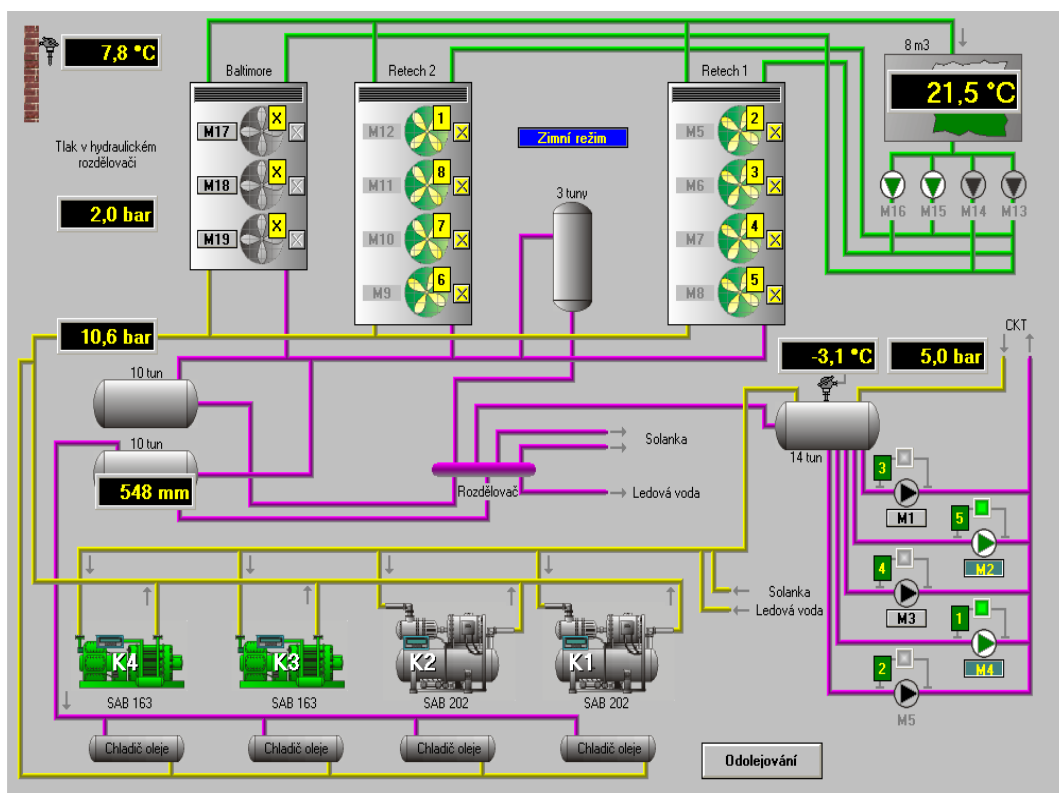 7,8 °C
Baltimore
Retech 2
Retech 1
8 m3
21,5 °C
Tlak v hydraulickém
rozdělovači
2,0 bar
M17
X
X
M18
X
X
M19
X
X
M12
1
X
M11
8
X
M10
7
X
M9
6
X
Zimní režim
3 tuny
M5
2
X
M6
3
X
M7
4
X
M8
5
X
M16
M15
M14
M13
10,6 bar
CKT
-3,1 °C
5,0 bar
10 tun
10 tun
548 mm
Solanka
Rozdělovač
Ledová voda
14 tun
3
M1
5
M2
4
M3
1
M4
2
M5
Solanka
Ledová voda
K4
K3
K2
K1
SAB 163
SAB 163
SAB 202
SAB 202
Chladič oleje
Chladič oleje
Chladič oleje
Chladič oleje
Odolejování